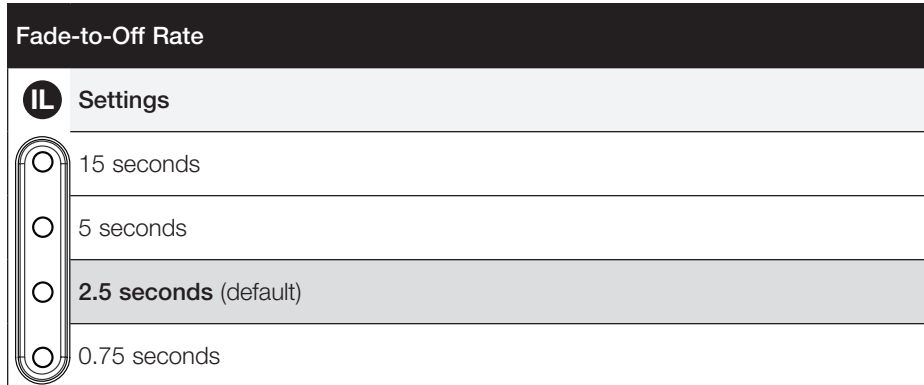 Fade-to-Off Rate
IL Settings
15 seconds
5 seconds
2.5 seconds (default)
0.75 seconds